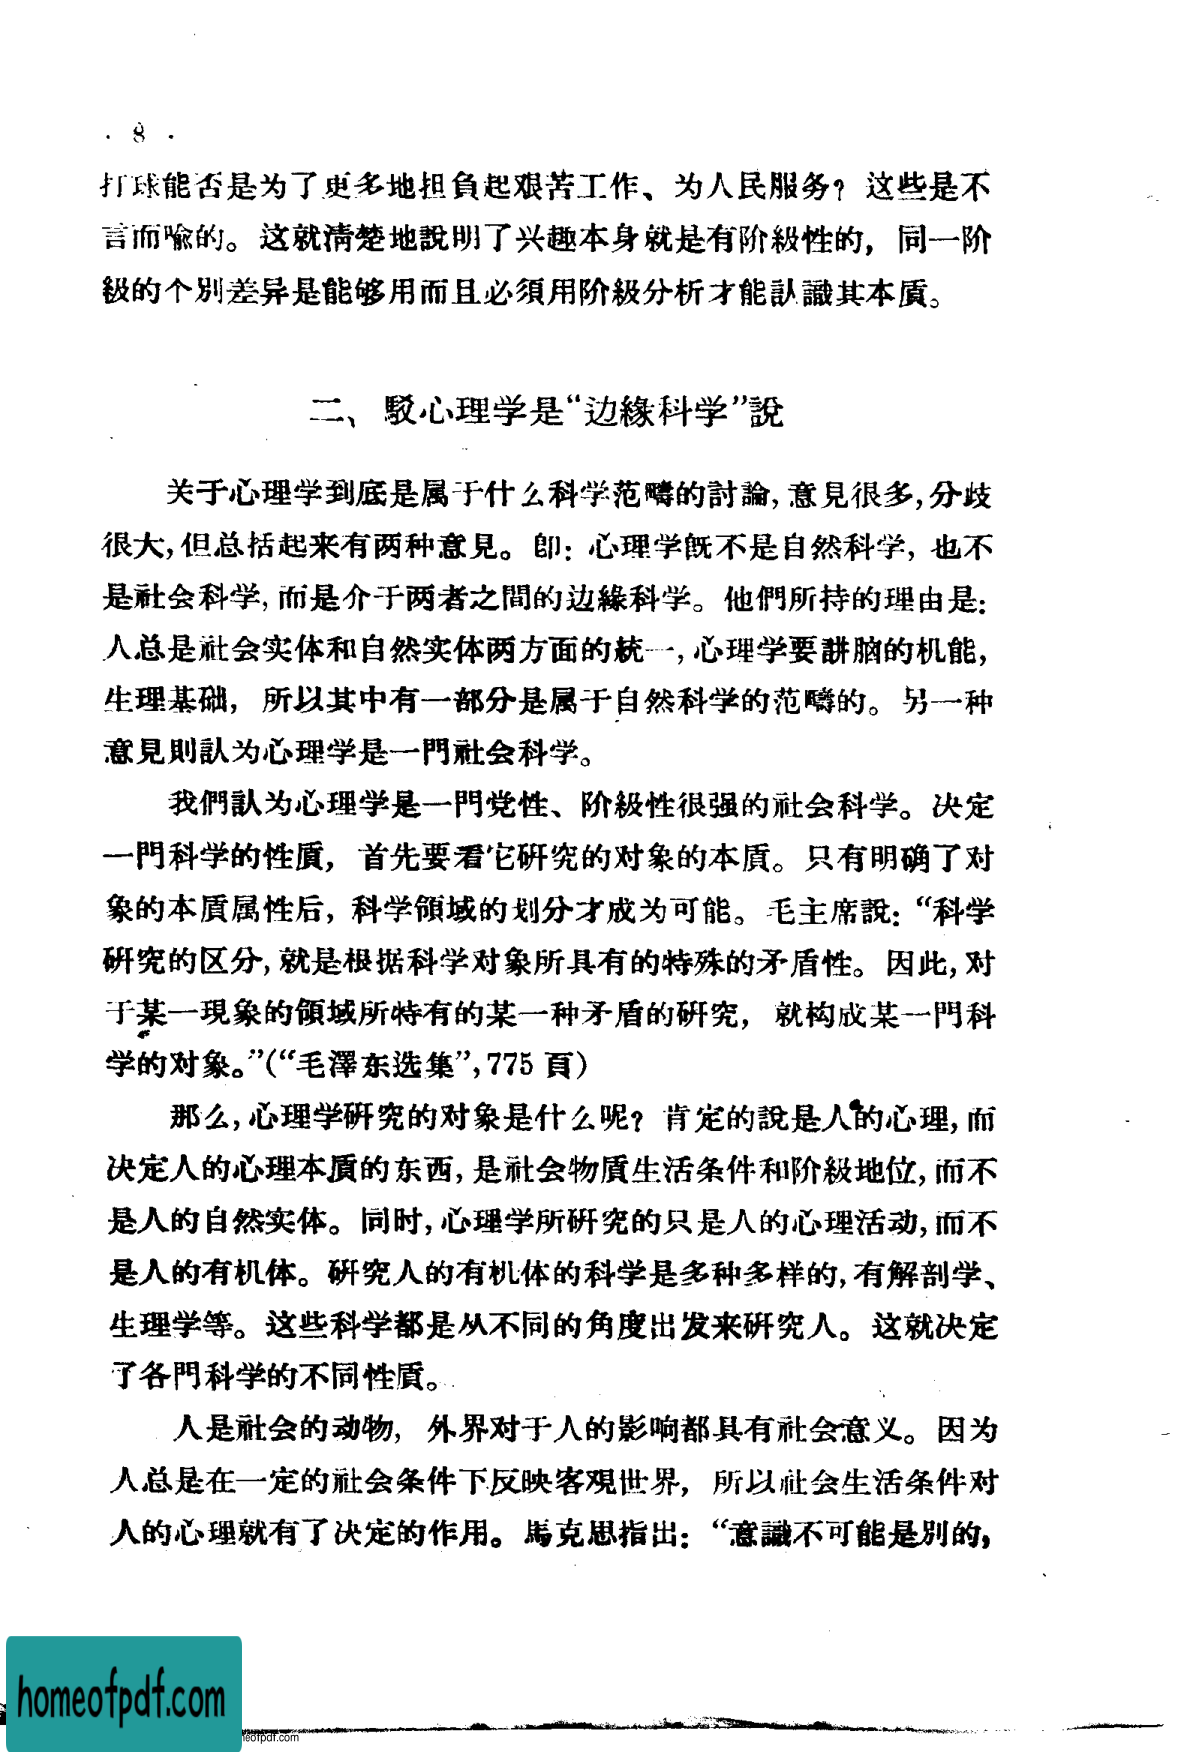 · 8 ·
打球能否是为了更多地担負起艰苦工作、为人民服务？这些是不
言而喩的。这就清楚地說明了兴趣本身就是有阶級性的，同一阶
級的个別差异是能够用而且必須用阶級分析才能認識其本質。
二、駁心理学是“边緣科学”說
关于心理学到底是属于什么科学范疇的討論，意見很多，分歧
很大，但总括起来有两种意見。卽：心理学既不是自然科学，也不
是社会科学，而是介于两者之間的边緣科学。他們所持的理由是：
人总是社会实体和自然实体两方面的統一，心理学要講脑的机能，
生理基础，所以其中有一部分是属于自然科学的范疇的。另一种
意見則認为心理学是一門社会科学。
我們認为心理学是一門党性、阶級性很强的社会科学。决定
一門科学的性質，首先要看它研究的对象的本質。只有明确了对
象的本質属性后，科学領域的划分才成为可能。毛主席說：“科学
研究的区分，就是根据科学对象所具有的特殊的矛盾性。因此，对
于某一現象的領域所特有的某一种矛盾的研究，就构成某一門科
学的对象。”（“毛澤东选集”，775 頁）
那么，心理学研究的对象是什么呢？肯定的說是人的心理，而
决定人的心理本質的东西，是社会物質生活条件和阶級地位，而不
是人的自然实体。同时，心理学所研究的只是人的心理活动，而不
是人的有机体。研究人的有机体的科学是多种多样的，有解剖学、
生理学等。这些科学都是从不同的角度出发来研究人。这就决定
了各門科学的不同性質。
人是社会的动物，外界对于人的影响都具有社会意义。因为
人总是在一定的社会条件下反映客观世界，所以社会生活条件对
人的心理就有了决定的作用。馬克思指出：“意識不可能是別的，
homeofpdf.com
eofpdf.com